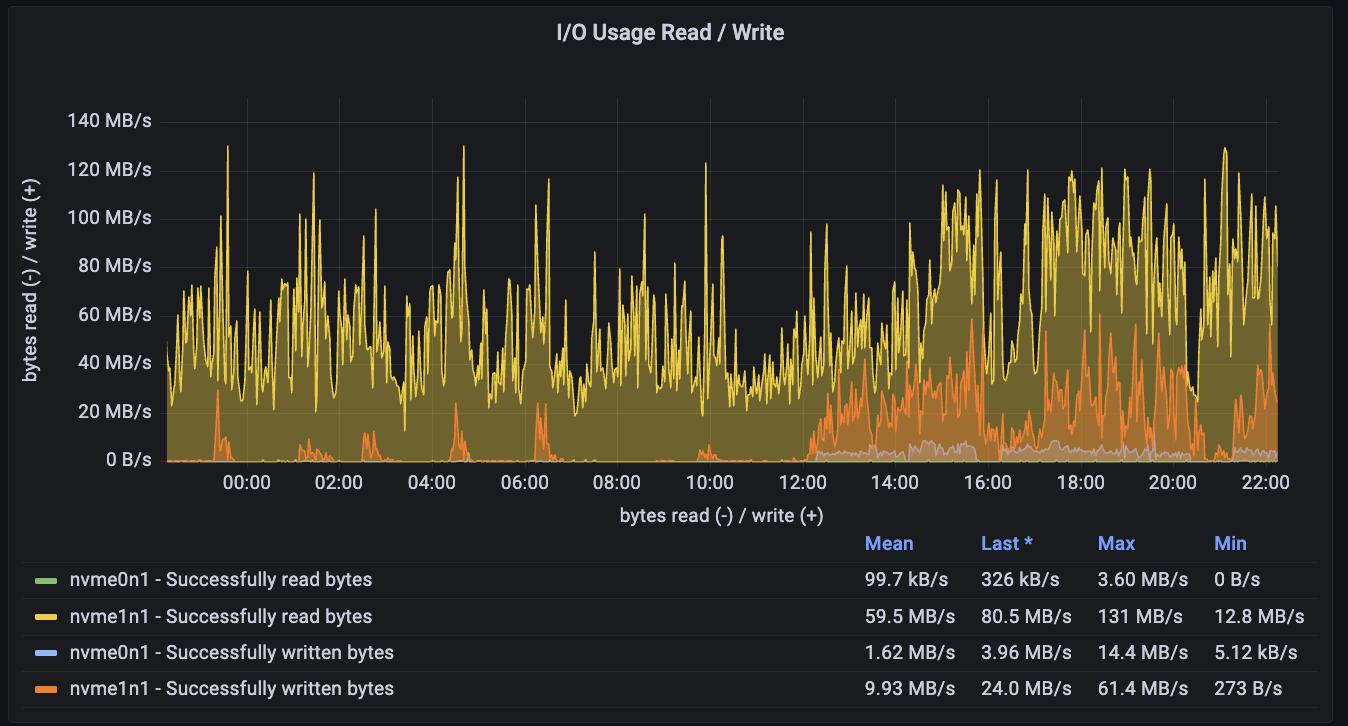 I/O Usage Read / Write
140 MB/s
120 MB/s
100 MB/s
80 MB/s
60 MB/s
40 MB/s
20 MB/s
0 B/s
bytes read (-) / write (+)
00:00 02:00 04:00 06:00 08:00 10:00 12:00 14:00 16:00 18:00 20:00 22:00
bytes read (-) / write (+)
Mean Last * Max Min
nvme0n1 - Successfully read bytes 99.7 kB/s 326 kB/s 3.60 MB/s 0 B/s
nvme1n1 - Successfully read bytes 59.5 MB/s 80.5 MB/s 131 MB/s 12.8 MB/s
nvme0n1 - Successfully written bytes 1.62 MB/s 3.96 MB/s 14.4 MB/s 5.12 kB/s
nvme1n1 - Successfully written bytes 9.93 MB/s 24.0 MB/s 61.4 MB/s 273 B/s